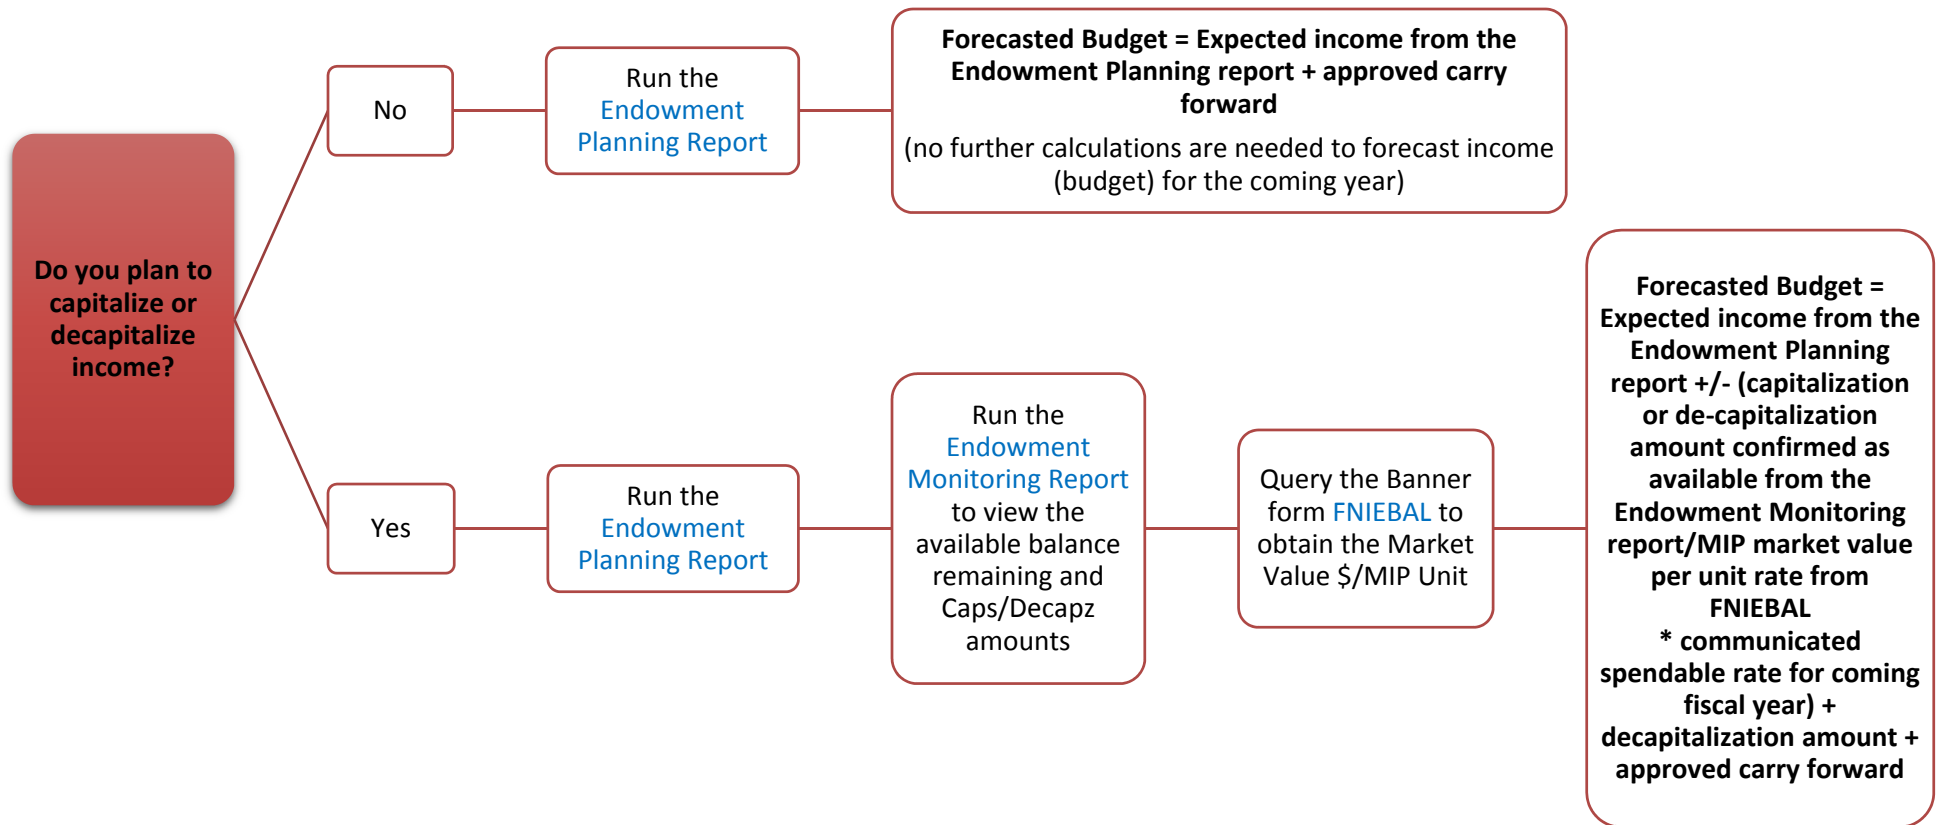 Do you plan to
capitalize or
decapitalize
income?
No
Run the
Endowment
Planning Report
Forecasted Budget = Expected income from the
Endowment Planning report + approved carry
forward
(no further calculations are needed to forecast income
(budget) for the coming year)
Yes
Run the
Endowment
Planning Report
Run the
Endowment
Monitoring Report
to view the
available balance
remaining and
Caps/Decapz
amounts
Query the Banner
form FNIEBAL to
obtain the Market
Value $/MIP Unit
Forecasted Budget =
Expected income from the
Endowment Planning
report +/- (capitalization
or de-capitalization
amount confirmed as
available from the
Endowment Monitoring
report/MIP market value
per unit rate from
FNIEBAL
* communicated
spendable rate for coming
fiscal year) +
decapitalization amount +
approved carry forward